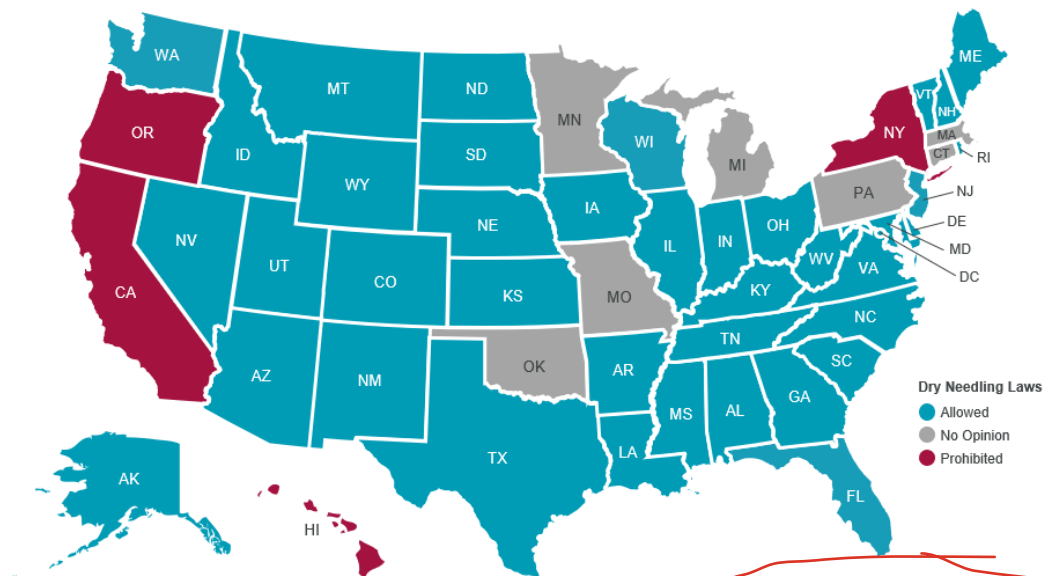 WA
ME
MT
ND
VT
NH
MN
OR
NY
MA
WI
ID
SD
CT
RI
MI
WY
PA
NJ
IA
NE
DE
OH
NV
IL
IN
MD
WV
UT
VA
DC
CO
KY
CA
KS
MO
NC
TN
SC
OK
AR
AZ
NM
GA
Dry Needling Laws
AL
MS
Allowed
No Opinion
LA
TX
Prohibited
AK
FL
HI